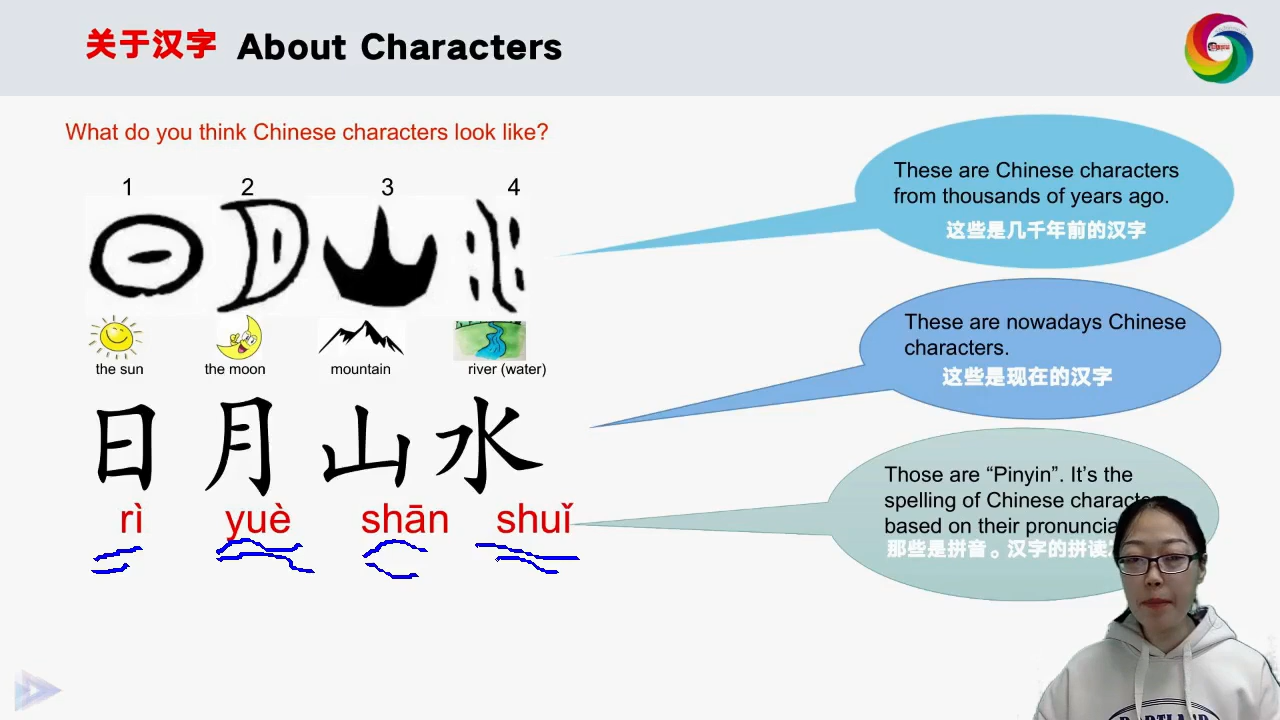 关于汉字 About Characters
What do you think Chinese characters look like?
1 2 3 4
the sun the moon mountain river (water)
日 月 山 水
rì yuè shān shuǐ
These are Chinese characters
from thousands of years ago.
这些是几千年前的汉字
These are nowadays Chinese
characters.
这些是现在的汉字
Those are “Pinyin”. It’s the
spelling of Chinese
based on their
那些是拼音。汉字的拼读